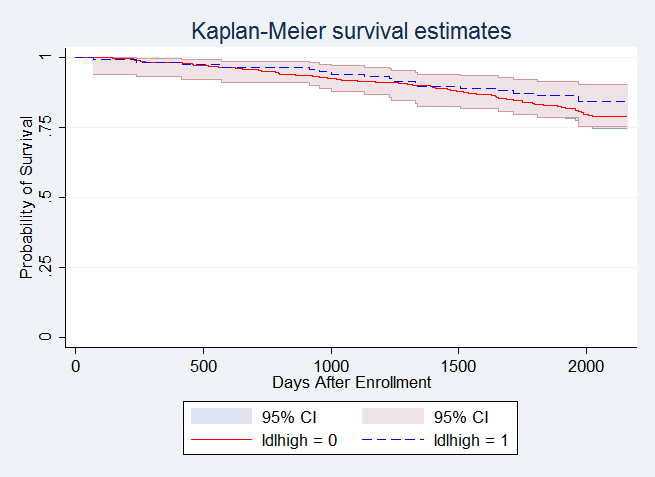 Kaplan-Meier survival estimates
Probability of Survival
1
.75
.5
.25
0
0 500 1000 1500 2000
Days After Enrollment
95% CI 95% CI
ldlhigh = 0 ldlhigh = 1